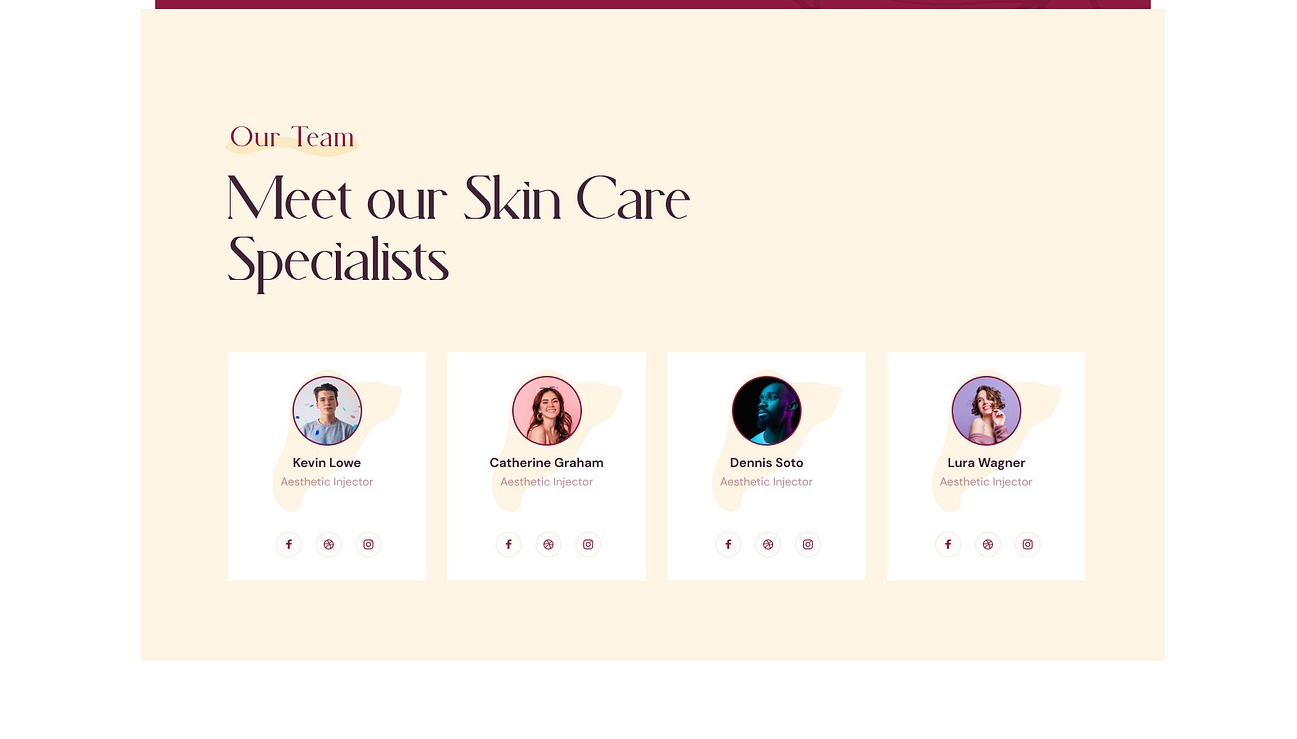 Our Team
Meet our Skin Care
Specialists
Kevin Lowe
Aesthetic Injector
Catherine Graham
Aesthetic Injector
Dennis Soto
Aesthetic Injector
Lura Wagner
Aesthetic Injector